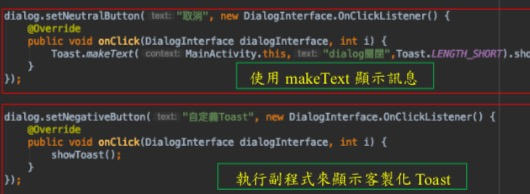 dialog.setNeutralButton( text: "取消", new DialogInterface.OnClickListener() {
@Override
public void onClick(DialogInterface dialogInterface, int i) {
Toast.makeText( context: MainActivity.this, text: "dialog關閉",Toast.LENGTH_SHORT).sho
}
});
使用 makeText 顯示訊息
dialog.setNegativeButton( text: "自定義Toast", new DialogInterface.OnClickListener() {
@Override
public void onClick(DialogInterface dialogInterface, int i) {
showToast();
}
});
執行副程式來顯示客製化 Toast